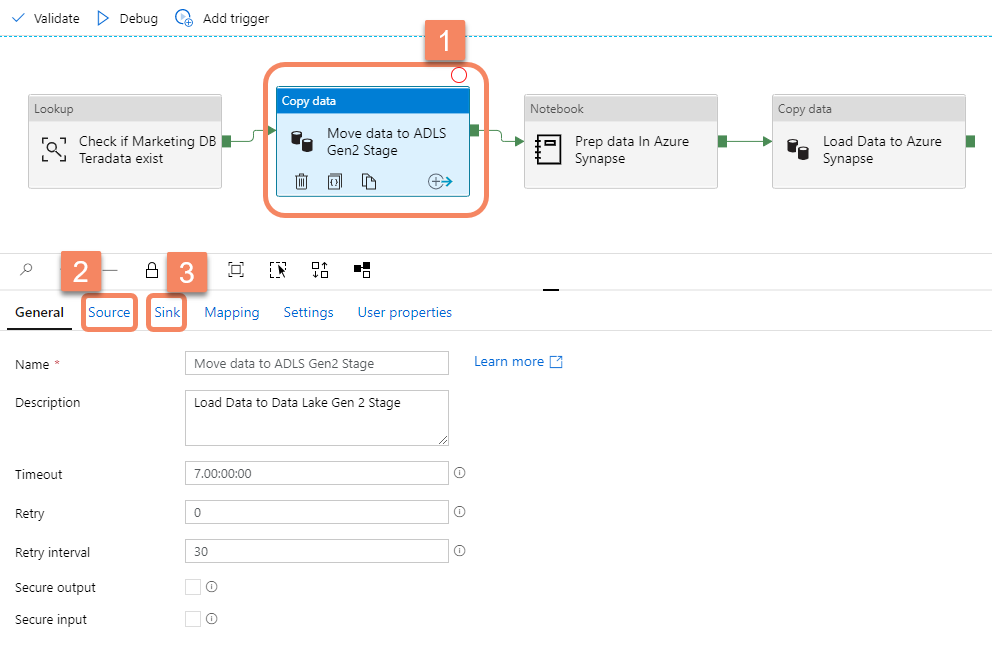 Validate Debug Add trigger
1
Lookup
Check if Marketing DB
Teradata exist
Copy data
Move data to ADLS
Gen2 Stage
Notebook
Prep data In Azure
Synapse
Copy data
Load Data to Azure
Synapse
2
3
General Source Sink Mapping Settings User properties
Name * Move data to ADLS Gen2 Stage Learn more
Description Load Data to Data Lake Gen 2 Stage
Timeout 7.00:00:00
Retry 0
Retry interval 30
Secure output
Secure input